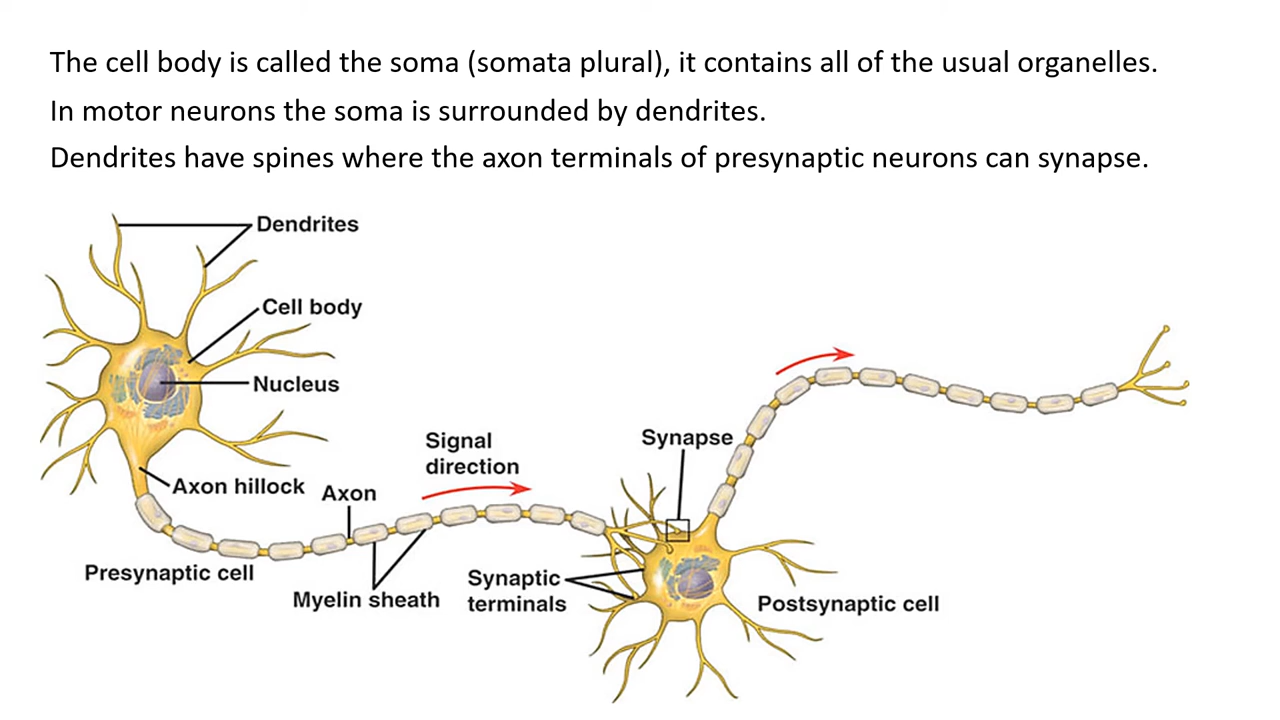 The cell body is called the soma (somata plural), it contains all of the usual organelles.
In motor neurons the soma is surrounded by dendrites.
Dendrites have spines where the axon terminals of presynaptic neurons can synapse.
Dendrites
Cell body
Nucleus
Axon hillock
Axon
Signal
direction
Synapse
Presynaptic cell
Myelin sheath
Synaptic
terminals
Postsynaptic cell